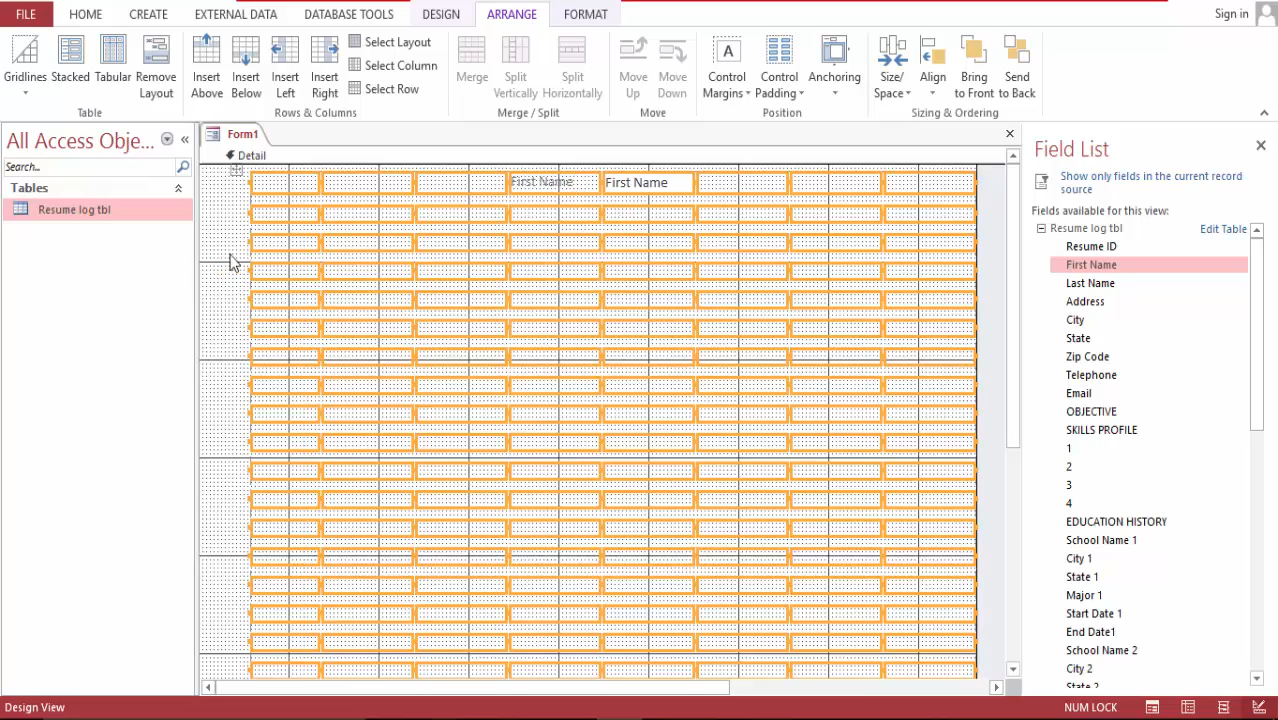 FILE HOME CREATE EXTERNAL DATA DATABASE TOOLS DESIGN ARRANGE FORMAT Sign in
Gridlines Stacked Tabular Remove Layout
Insert Above Insert Below Insert Left Insert Right
Select Layout
Select Column
Select Row
Merge Split Vertically Split Horizontally
Move Up Move Down
Control Margins Control Padding Anchoring
Size/ Space Align Bring to Front Send to Back
Table Rows & Columns Merge / Split Move Position Sizing & Ordering
All Access Obje...
Search...
Tables
Resume log tbl
Form1
Detail
First Name First Name
Field List
Show only fields in the current record
source
Fields available for this view:
Resume log tbl Edit Table
Resume ID
First Name
Last Name
Address
City
State
Zip Code
Telephone
Email
OBJECTIVE
SKILLS PROFILE
1
2
3
4
EDUCATION HISTORY
School Name 1
City 1
State 1
Major 1
Start Date 1
End Date1
School Name 2
City 2
State 2
Design View NUM LOCK